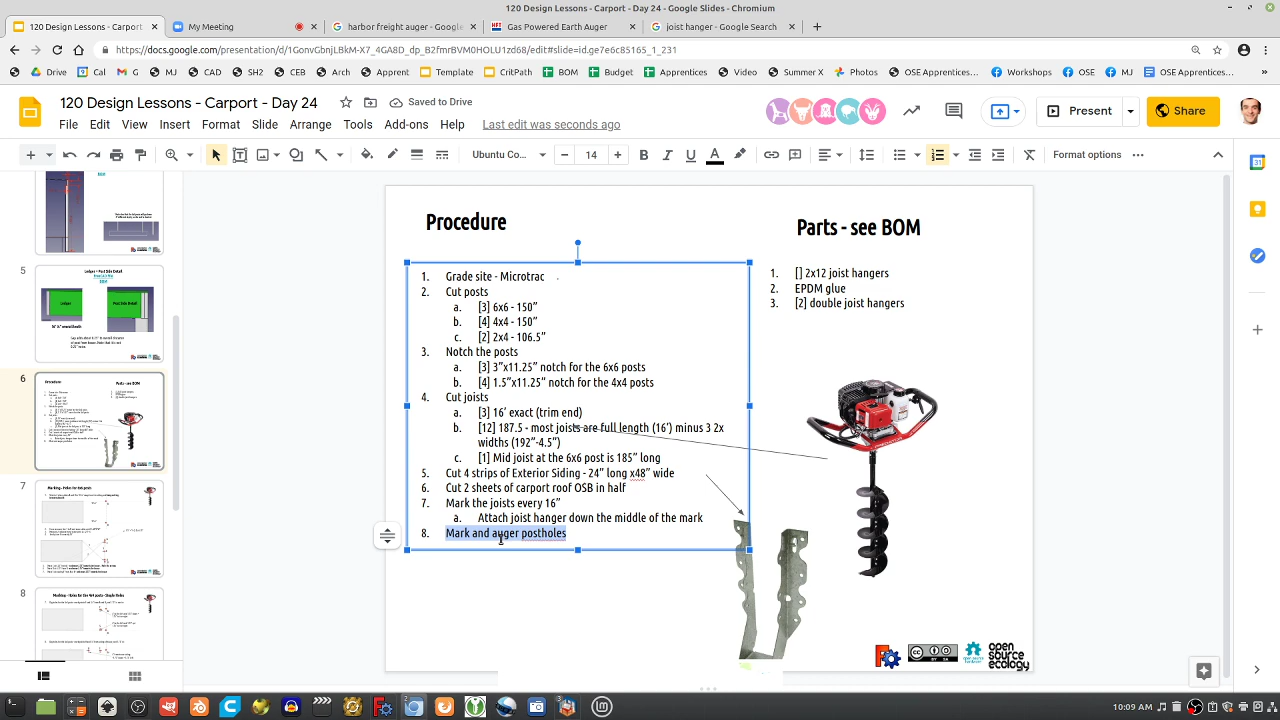 120 Design Lessons - Carport - Day 24 - Google Slides - Chromium
120 Design Lessons - Carport
My Meeting
harbor freight auger - Google
Gas Powered Earth Auger
joist hanger - Google Search
https://docs.google.com/presentation/d/1GonvGbnjLBkM-X7_4GA8D_dp_B2fmrBVM0HOLU1zd68/edit#slide=id.ge7e6c85165_1_231
Apps Drive Cal G MJ CAD SH2 CEB Arch Apprent Template CritPath BOM Budget Apprentices Video Summer X Photos OSE Apprentices... Workshops OSE MJ OSE Apprentices... »
120 Design Lessons - Carport - Day 24
Saved to Drive
File Edit View Insert Format Slide Arrange Tools Add-ons Help Last edit was seconds ago
Present
Share
Ubuntu Co... 14 B I U A Format options
5
6
7
8
Procedure
1. Grade site - Microtrac .
2. Cut posts
a. [3] 6x6 - 150"
b. [4] 4x4 - 150"
c. [2] 2x4 - 106.5"
3. Notch the posts
a. [3] 3"x11.25" notch for the 6x6 posts
b. [4] 1.5"x11.25" notch for the 4x4 posts
4. Cut joists
a. [3] 16' exact (trim end)
b. [12] 187.5" - most joists are full length (16') minus 3 2x
widths (192"-4.5")
c. [1] Mid joist at the 6x6 post is 185" long
5. Cut 4 strips of Exterior Siding - 24" long x48" wide
6. Cut 2 sheets carport roof OSB in half
7. Mark the joists every 16"
a. Attach joist hanger down the middle of the mark
8. Mark and auger postholes
Parts - see BOM
1. [ ] 2x12 joist hangers
2. EPDM glue
3. [2] double joist hangers
open
source
ecology
10:09 AM